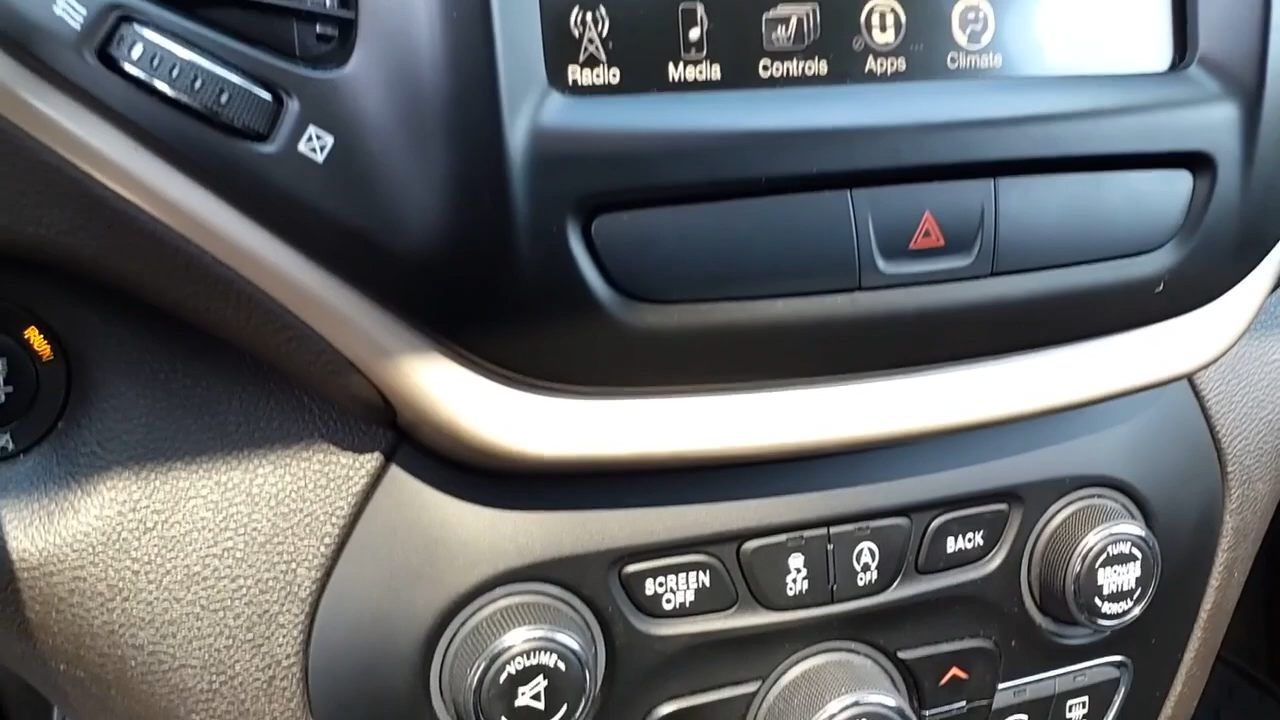 Radio
Media
Controls
Apps
Climate
RUN
SCREEN
OFF
OFF
A
OFF
BACK
TUNE
BROWSE
ENTER
SCROLL
VOLUME